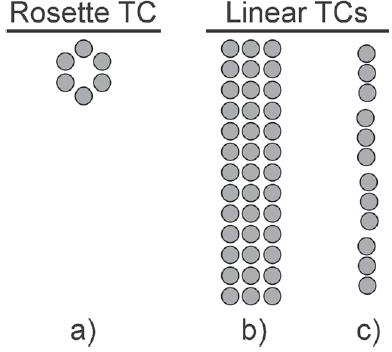 Rosette TC Linear TCs
a) b) c)